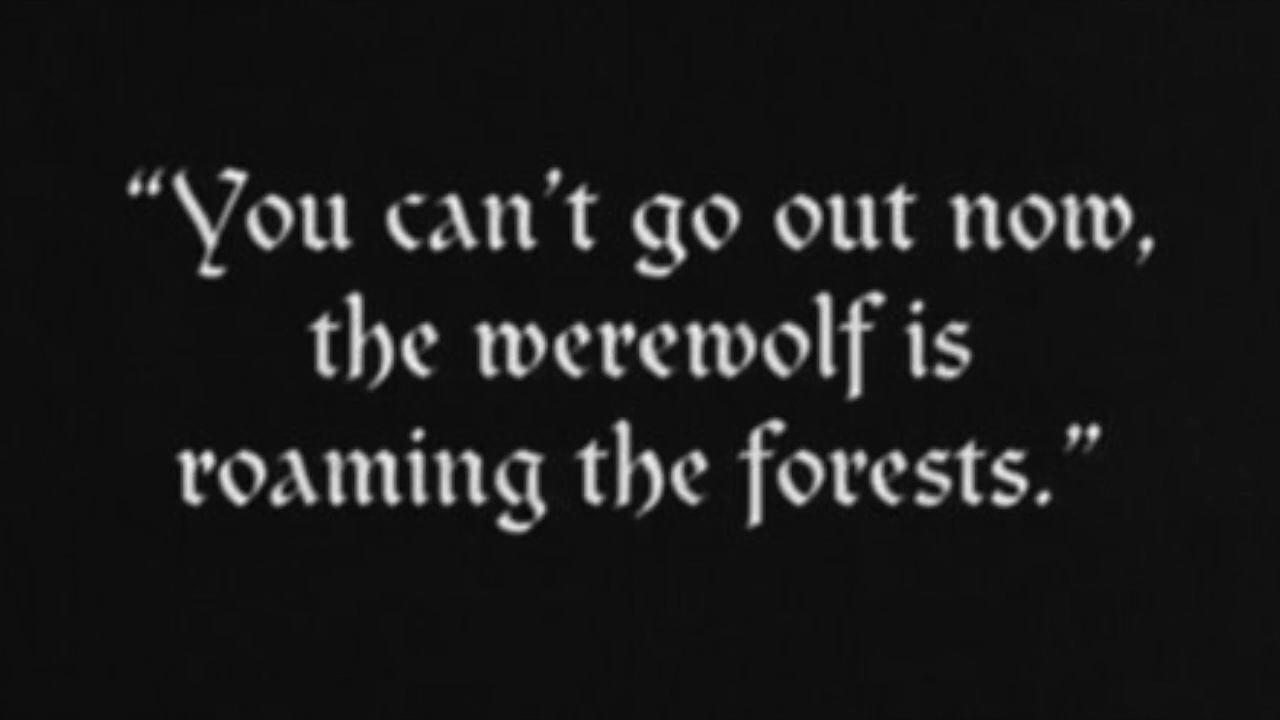 “You can’t go out now,
the werewolf is
roaming the forests.”